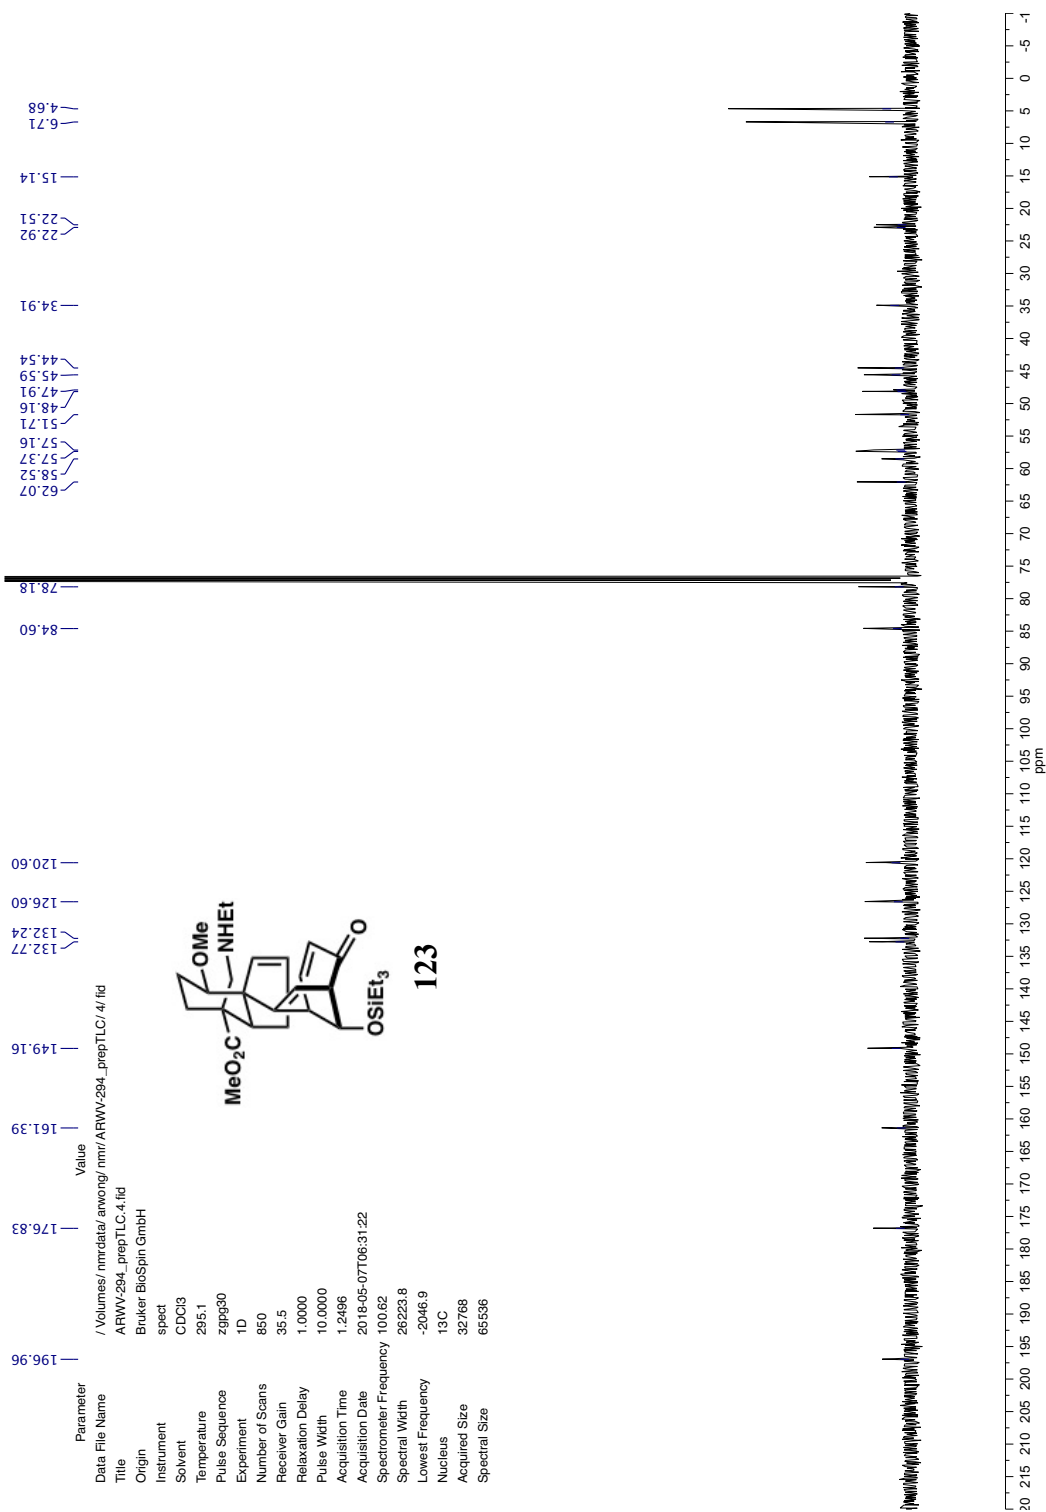 196.96
176.83
161.39
149.16
132.77
132.24
126.60
120.60
84.60
78.18
62.07
58.52
57.37
57.16
51.71
48.16
47.91
45.59
44.54
34.91
22.92
22.51
15.14
6.71
4.68
Parameter Value
Data File Name / Volumes/ nmrdata/ arwong/ nmr/ ARWV-294_prepTLC/ 4/ fid
Title ARWV-294_prepTLC.4.fid
Origin Bruker BioSpin GmbH
Instrument spect
Solvent CDCl3
Temperature 295.1
Pulse Sequence zgpg30
Experiment 1D
Number of Scans 850
Receiver Gain 35.5
Relaxation Delay 1.0000
Pulse Width 10.0000
Acquisition Time 1.2496
Acquisition Date 2018-05-07T06:31:22
Spectrometer Frequency 100.62
Spectral Width 26223.8
Lowest Frequency -2046.9
Nucleus 13C
Acquired Size 32768
Spectral Size 65536
OMe
NHEt
MeO2C
O
OSiEt3
123
20 215 210 205 200 195 190 185 180 175 170 165 160 155 150 145 140 135 130 125 120 115 110 105 100 95 90 85 80 75 70 65 60 55 50 45 40 35 30 25 20 15 10 5 0 -5 -1
ppm